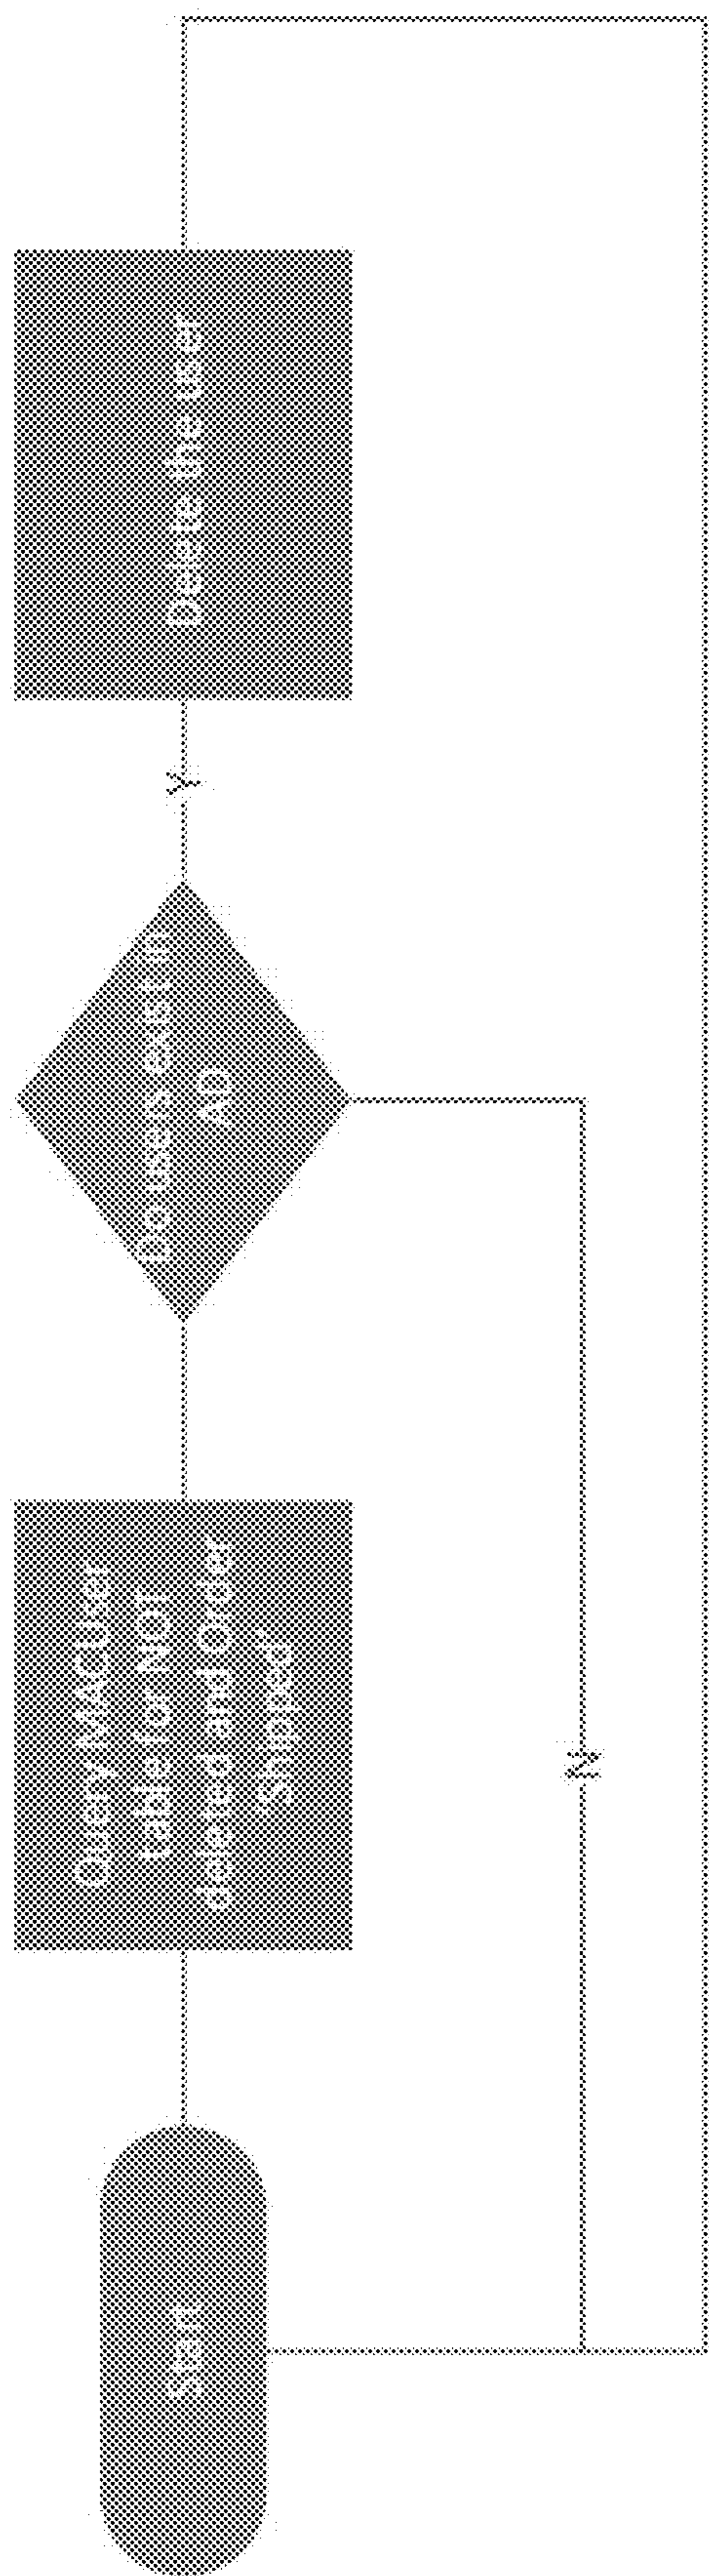 Start
Query MACUser
table for NOT
deleted and Order
'Shipped'
Do users exist in
AD
Y
N
Delete the user